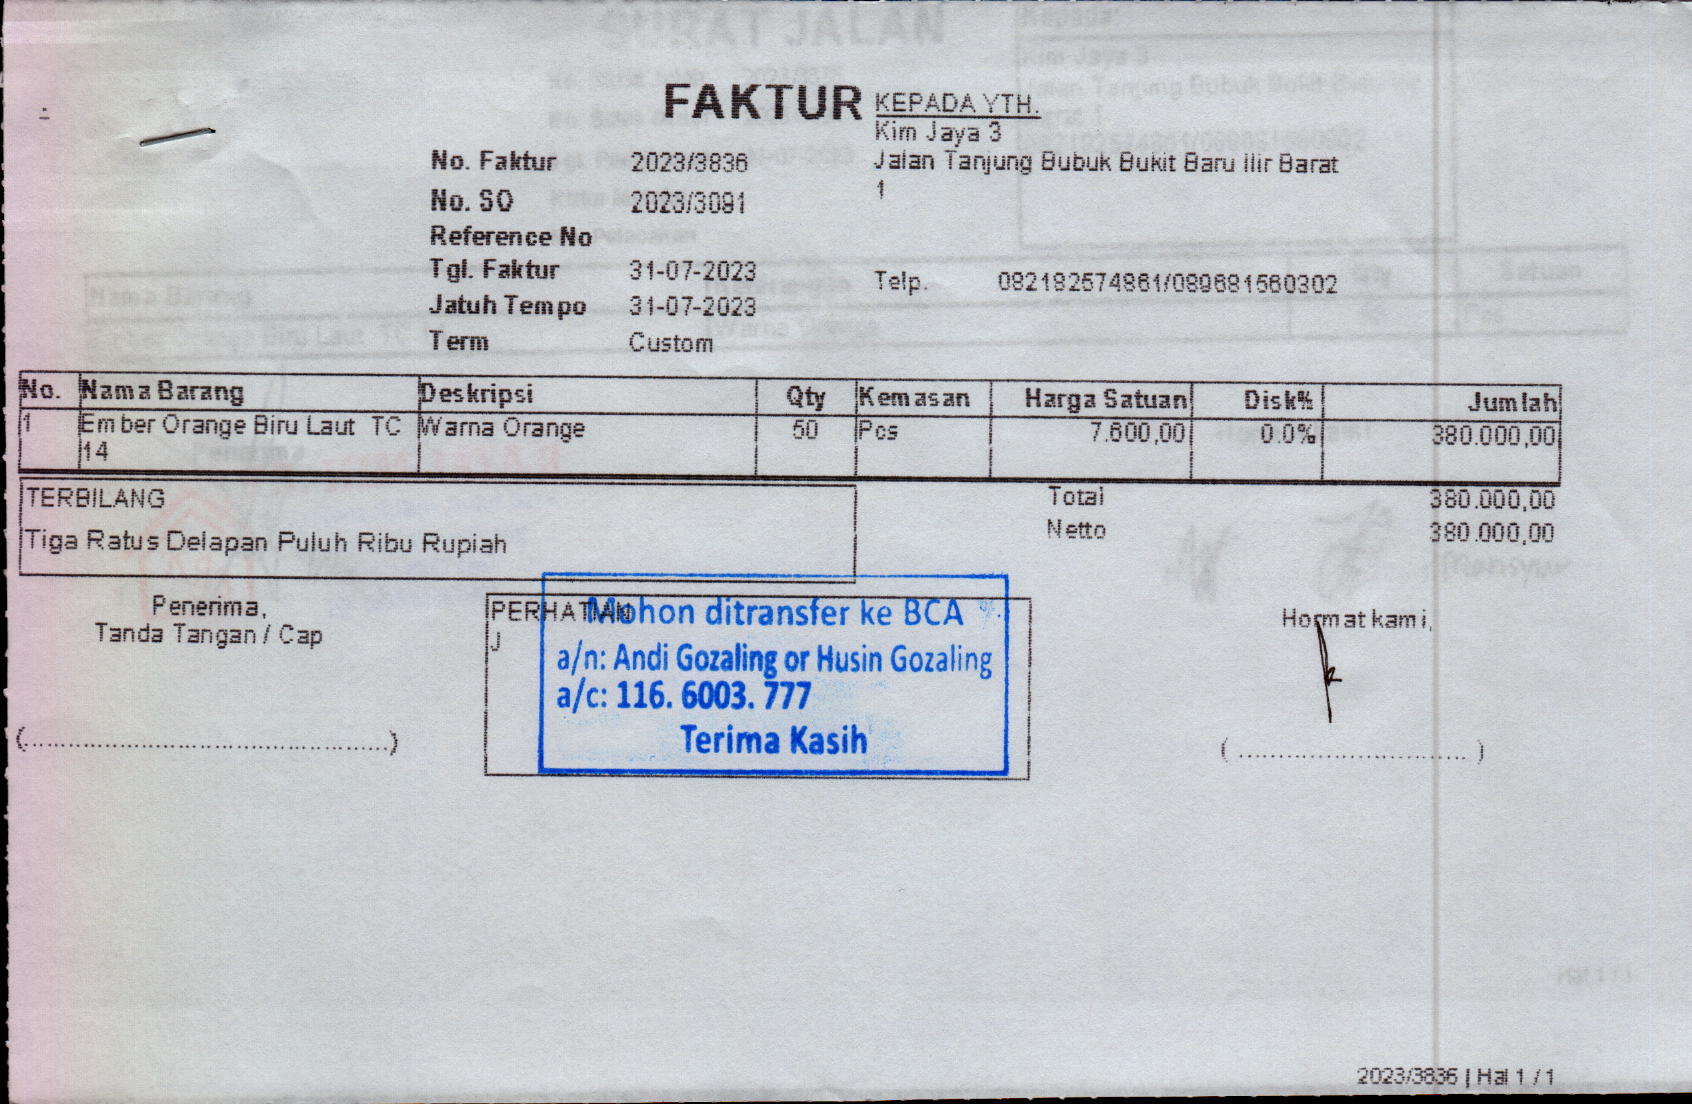 FAKTUR
KEPADA YTH.
Kim Jaya 3
Jalan Tanjung Bubuk Bukit Baru Ilir Barat
1
No. Faktur 2023/3836
No. SO 2023/3091
Reference No
Tgl. Faktur 31-07-2023
Jatuh Tempo 31-07-2023
Term Custom
Telp. 082182574861/089681560302
No. Nama Barang Deskripsi Qty Kemasan Harga Satuan Disk% Jumlah
1 Ember Orange Biru Laut TC Warna Orange 50 Pcs 7.600,00 0.0% 380.000,00
14
TERBILANG
Tiga Ratus Delapan Puluh Ribu Rupiah
Total 380.000,00
Netto 380.000,00
Penerima,
Tanda Tangan / Cap
(..............................................)
PERHATIAN
J
Mohon ditransfer ke BCA
a/n: Andi Gozaling or Husin Gozaling
a/c: 116. 6003. 777
Terima Kasih
Hormat kami,
( ............................. )
2023/3836 | Hal 1 / 1